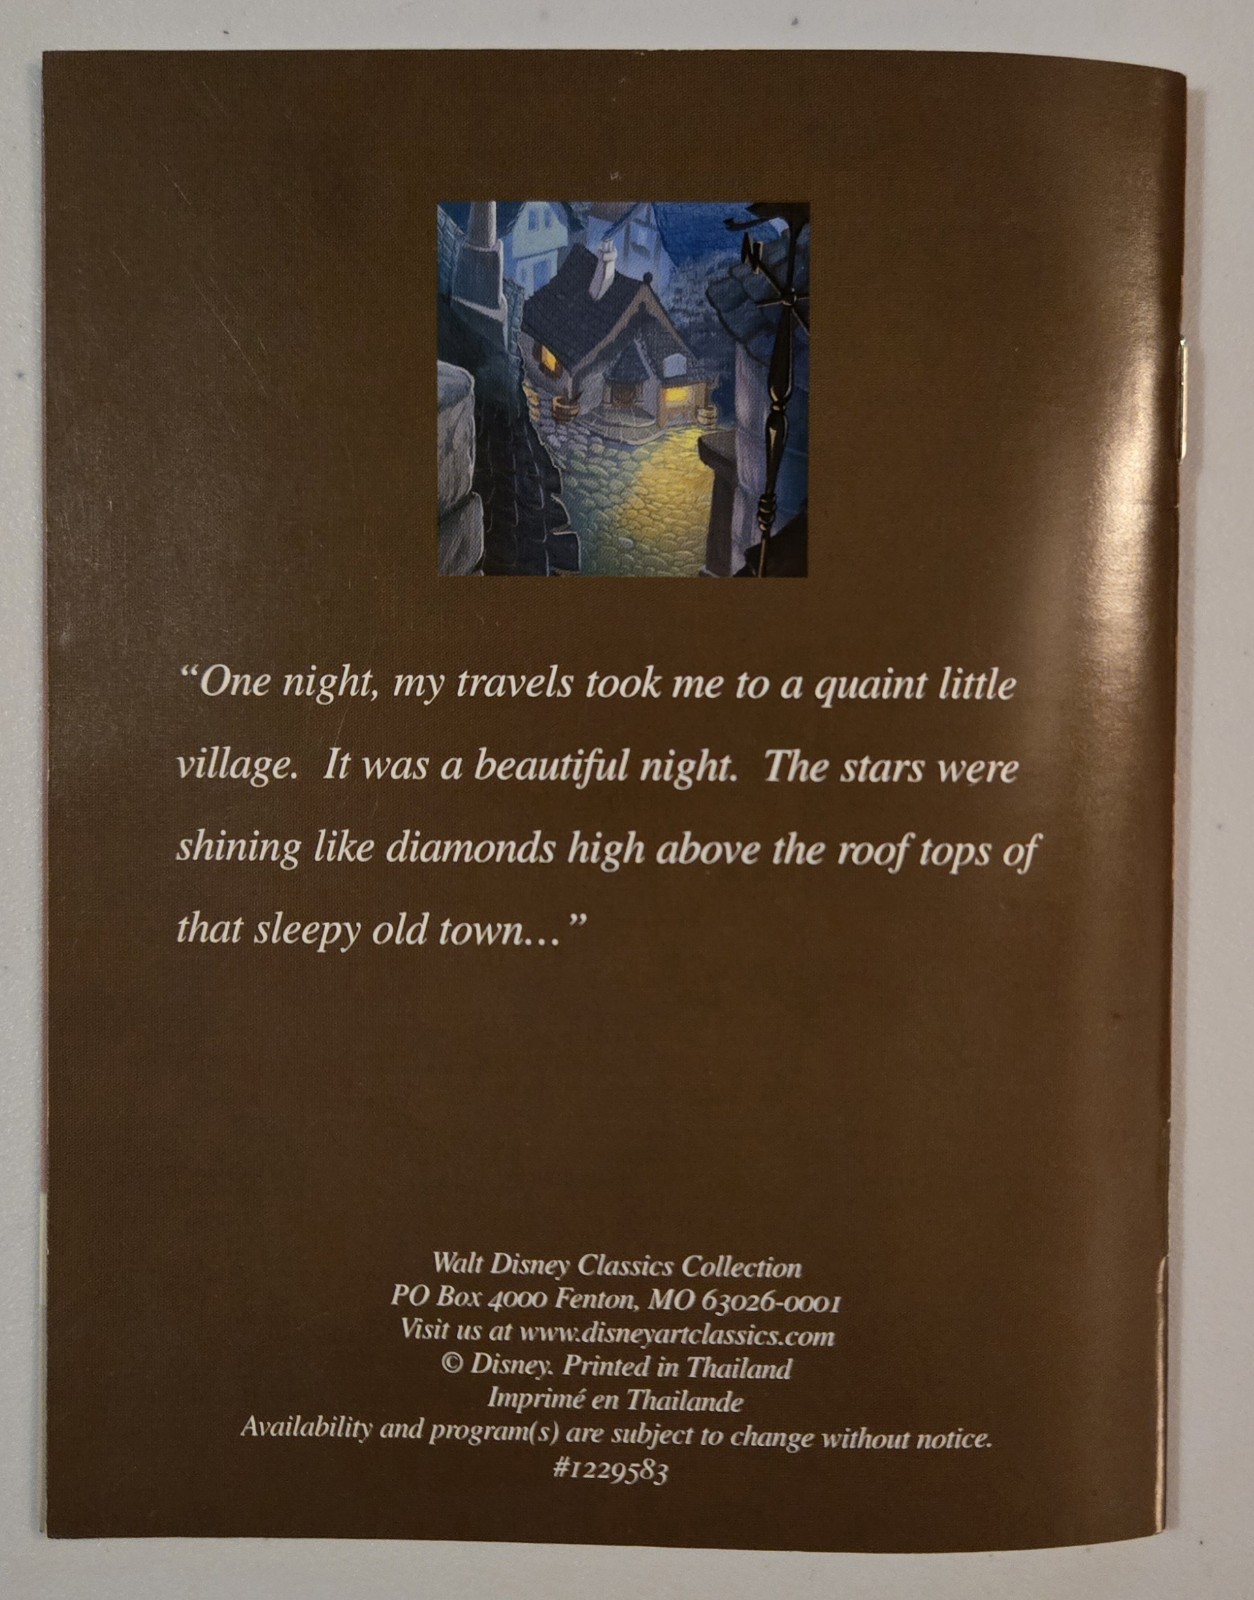 “One night, my travels took me to a quaint little
village.  It was a beautiful night.  The stars were
shining like diamonds high above the roof tops of
that sleepy old town…”
Walt Disney Classics Collection
PO Box 4000 Fenton, MO 63026-0001
Visit us at www.disneyartclassics.com
© Disney. Printed in Thailand
Imprimé en Thaïlande
Availability and program(s) are subject to change without notice.
#1229583